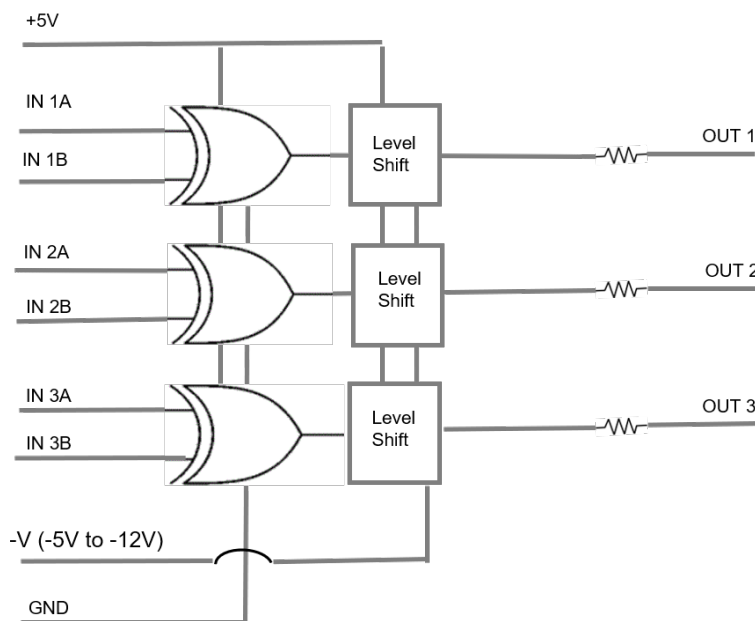 +5V
IN 1A
IN 1B
Level
Shift
OUT 1
IN 2A
IN 2B
Level
Shift
OUT 2
IN 3A
IN 3B
Level
Shift
OUT 3
-V (-5V to -12V)
GND